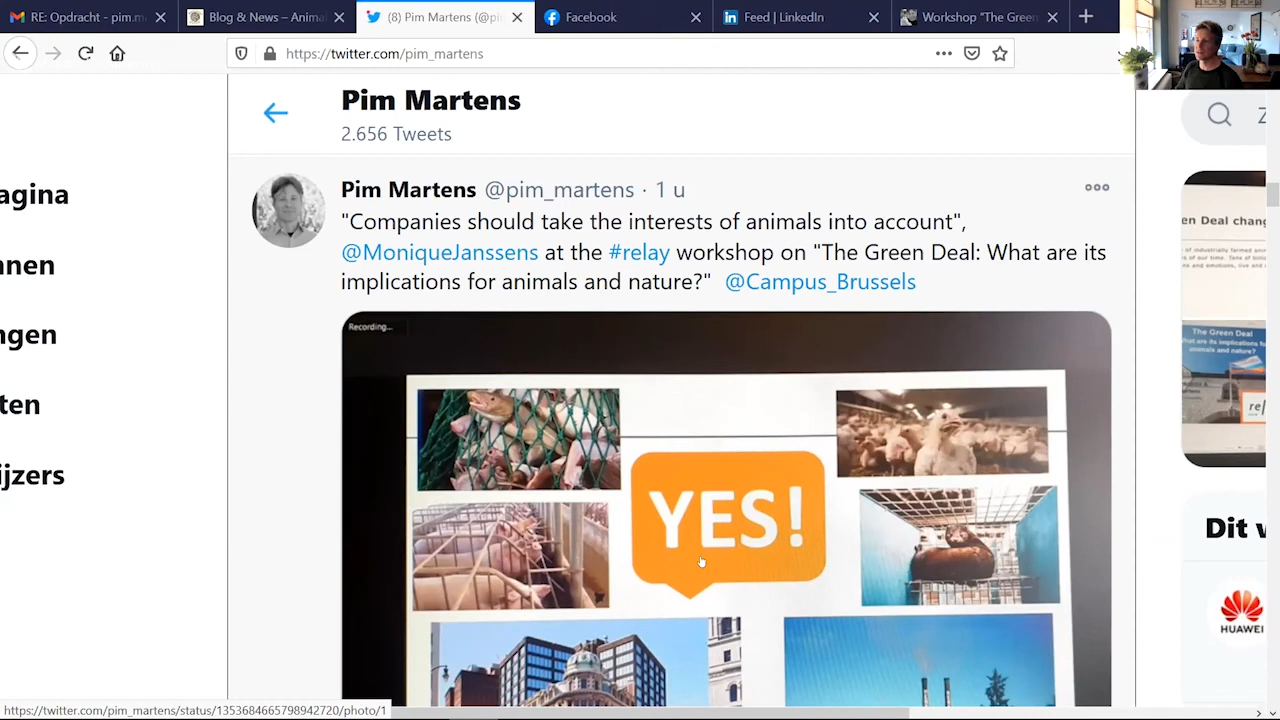 RE: Opdracht - pim.m
Blog & News – Anima
(8) Pim Martens (@pi
Facebook
Feed | LinkedIn
Workshop "The Green
https://twitter.com/pim_martens
Pim Martens
2.656 Tweets
Pim Martens @pim_martens · 1 u
"Companies should take the interests of animals into account",
@MoniqueJanssens at the #relay workshop on "The Green Deal: What are its
implications for animals and nature?" @Campus_Brussels
Recording...
YES!
agina
nnen
ngen
ten
ijzers
Z
en Deal chang
The Green Deal
What are its implications fo
animals and nature?
re
Dit v
HUAWEI
https://twitter.com/pim_martens/status/1353684665798942720/photo/1